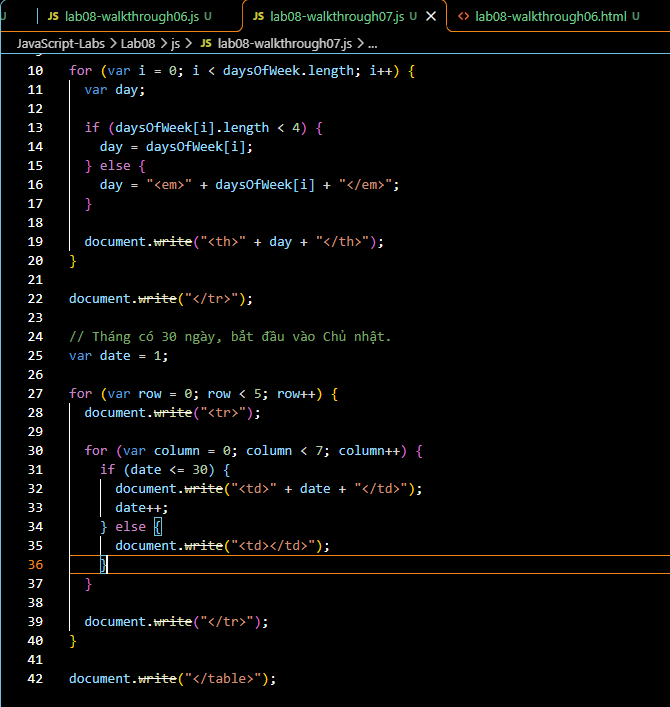 U
JS lab08-walkthrough06.js U
JS lab08-walkthrough07.js U
<> lab08-walkthrough06.html U
JavaScript-Labs > Lab08 > js > JS lab08-walkthrough07.js > ...
10 for (var i = 0; i < daysOfWeek.length; i++) {
11 var day;
12
13 if (daysOfWeek[i].length < 4) {
14 day = daysOfWeek[i];
15 } else {
16 day = "<em>" + daysOfWeek[i] + "</em>";
17 }
18
19 document.write("<th>" + day + "</th>");
20 }
21
22 document.write("</tr>");
23
24 // Tháng có 30 ngày, bắt đầu vào Chủ nhật.
25 var date = 1;
26
27 for (var row = 0; row < 5; row++) {
28 document.write("<tr>");
29
30 for (var column = 0; column < 7; column++) {
31 if (date <= 30) {
32 document.write("<td>" + date + "</td>");
33 date++;
34 } else {
35 document.write("<td></td>");
36 }
37 }
38
39 document.write("</tr>");
40 }
41
42 document.write("</table>");